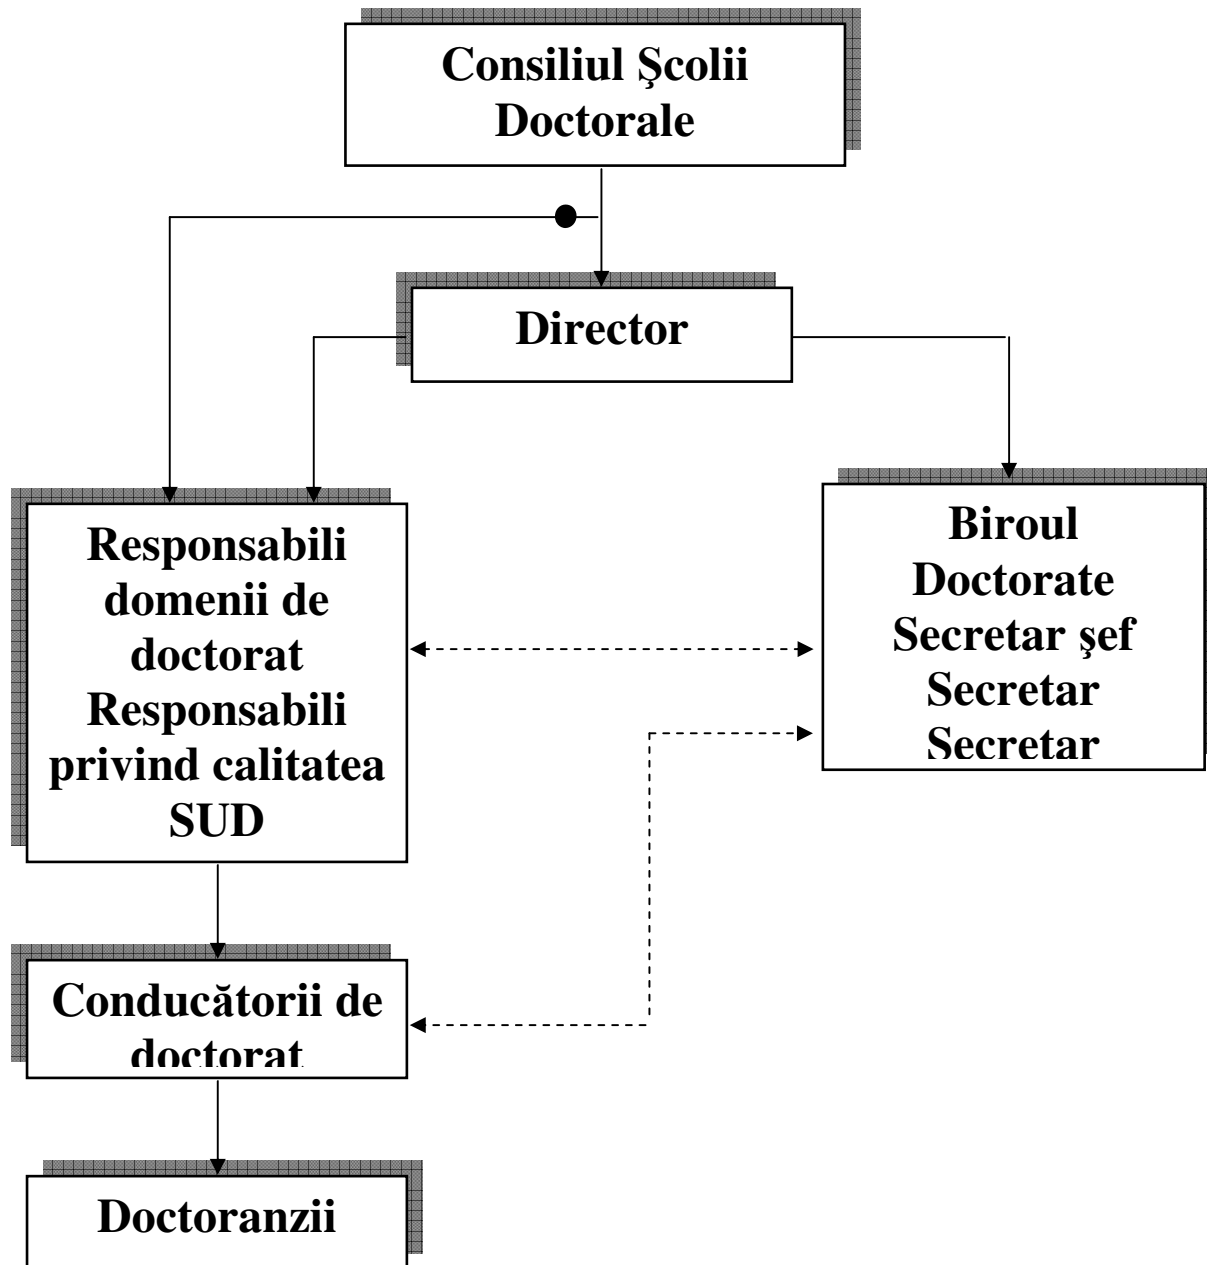 Consiliul Şcolii
Doctorale
Director
Responsabili
domenii de
doctorat
Responsabili
privind calitatea
SUD
Biroul
Doctorate
Secretar şef
Secretar
Secretar
Conducătorii de
doctorat
Doctoranzii